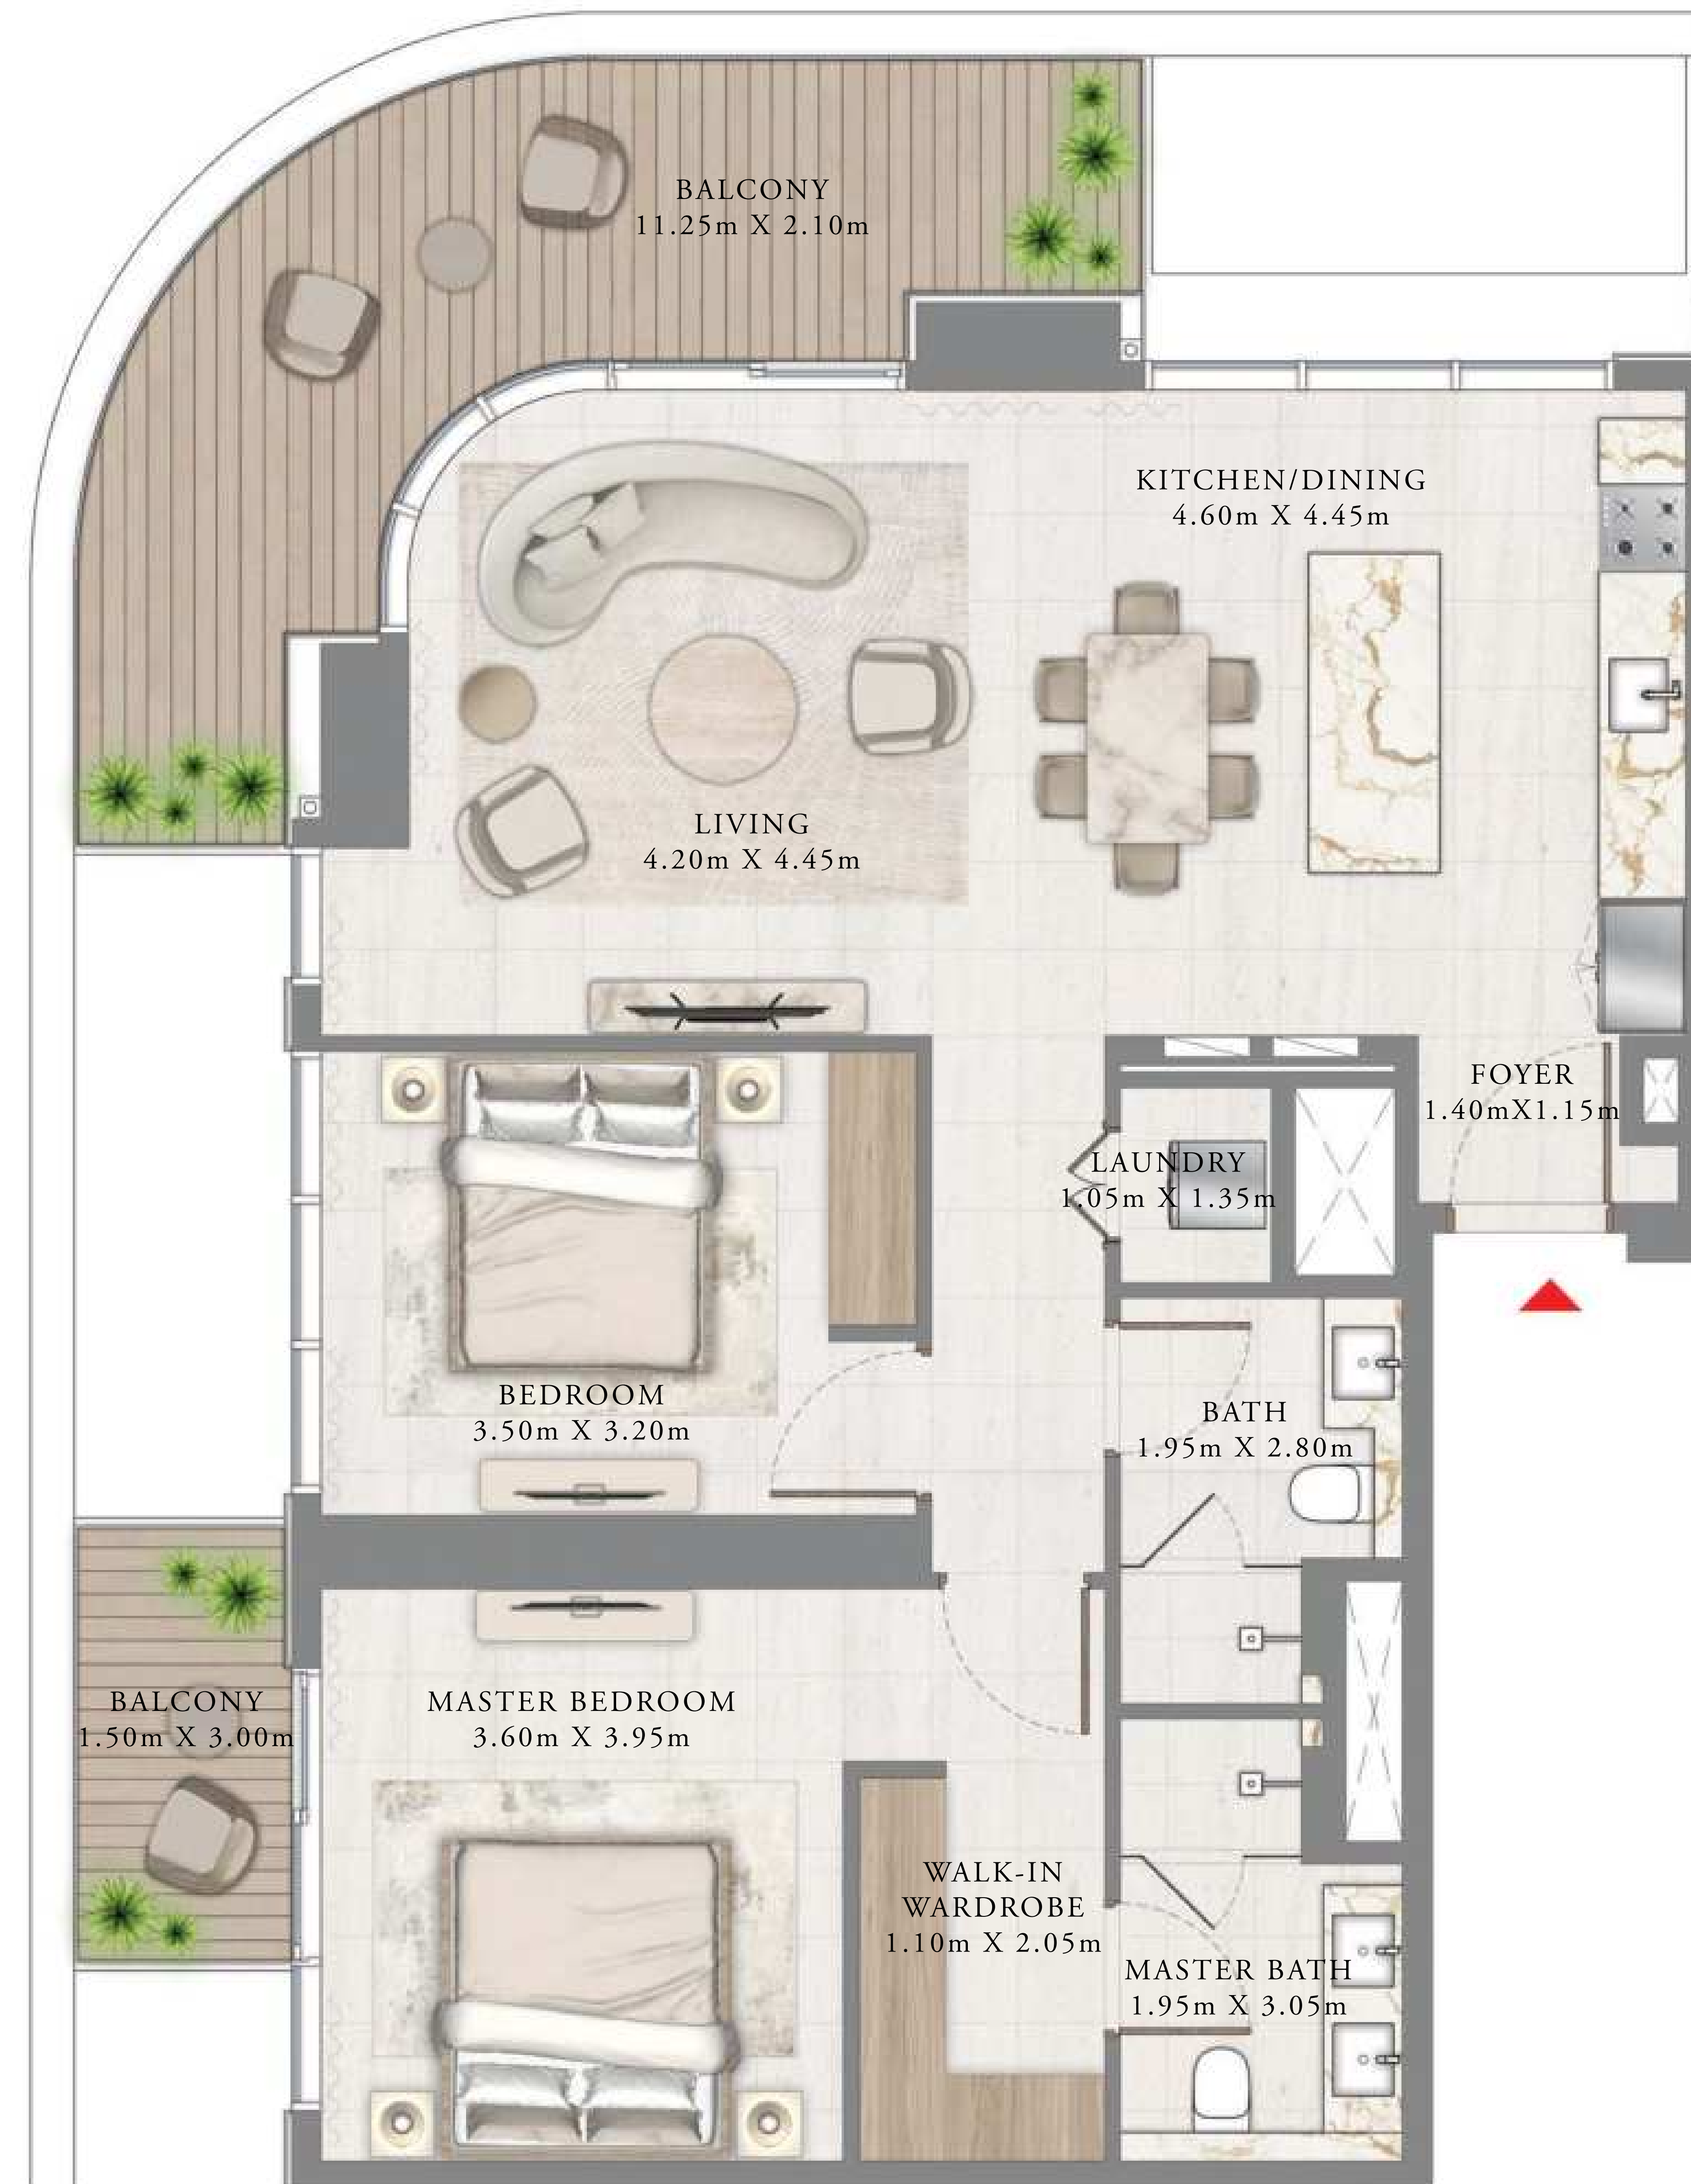 BALCONY
11.25m X 2.10m
KITCHEN/DINING
4.60m X 4.45m
LIVING
4.20m X 4.45m
FOYER
1.40mX1.15m
LAUNDRY
1.05m X 1.35m
BEDROOM
3.50m X 3.20m
BATH
1.95m X 2.80m
BALCONY
1.50m X 3.00m
MASTER BEDROOM
3.60m X 3.95m
WALK-IN
WARDROBE
1.10m X 2.05m
MASTER BATH
1.95m X 3.05m